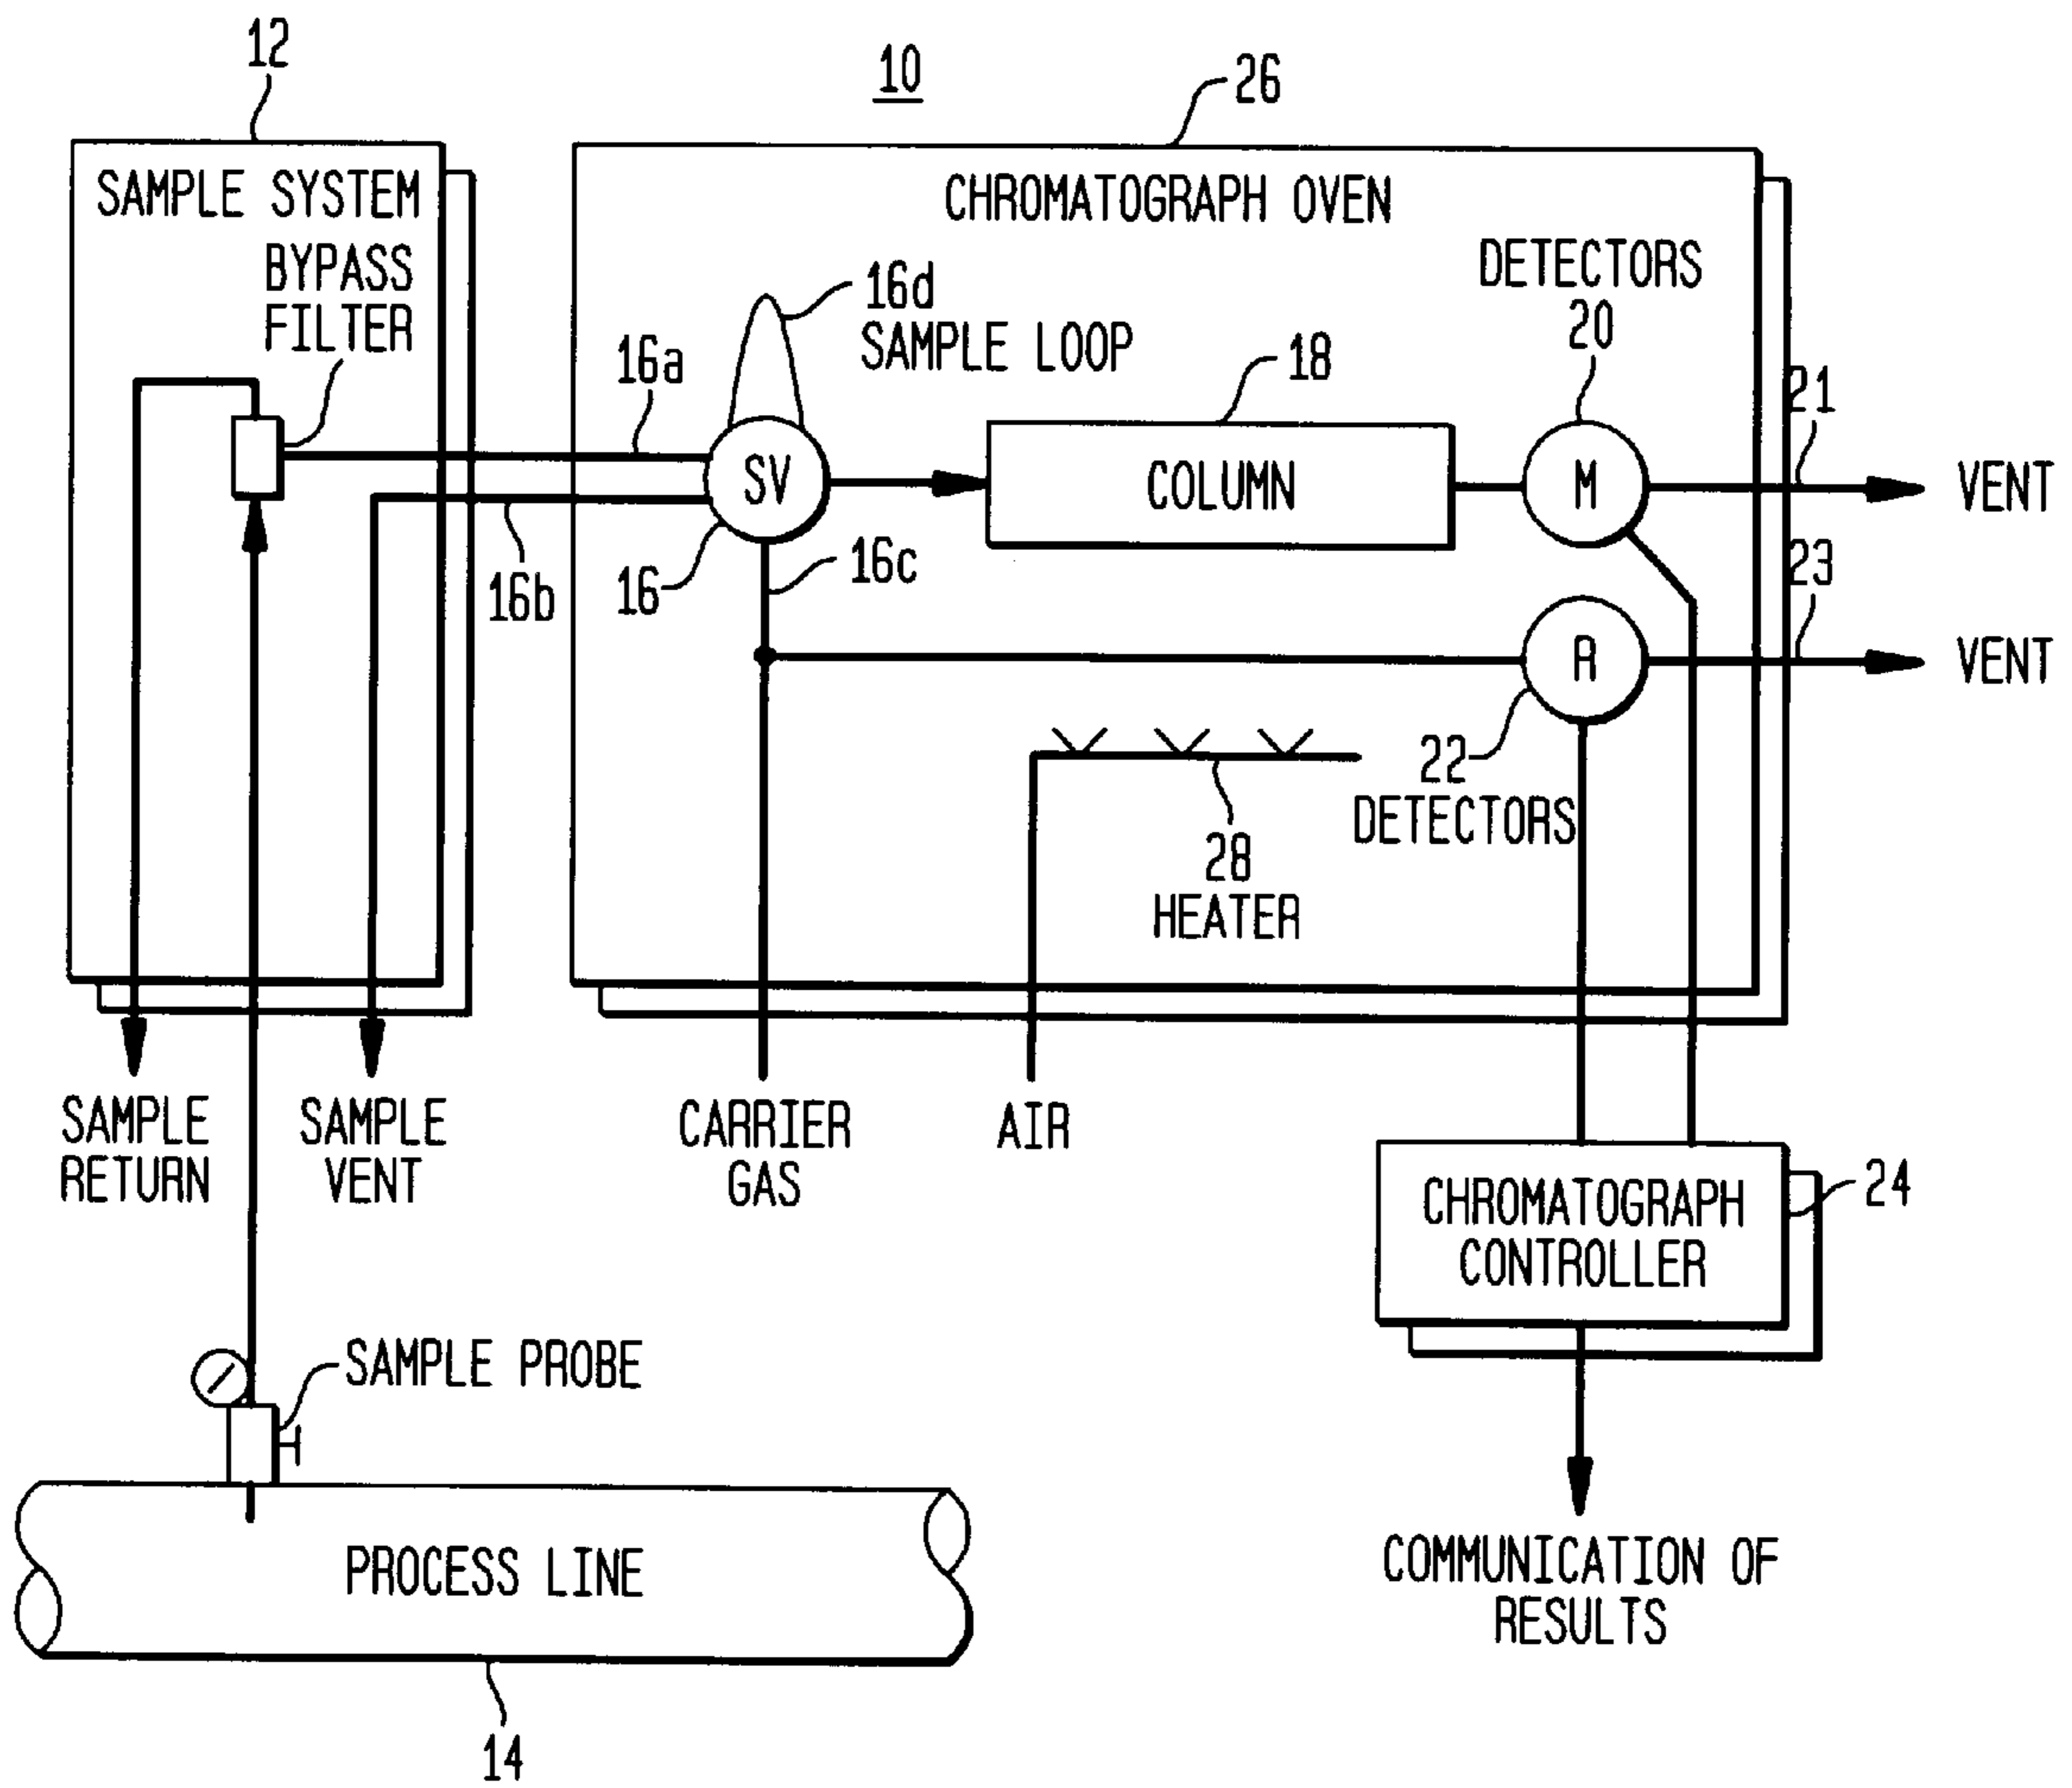 12
10
26
SAMPLE SYSTEM
BYPASS
FILTER
CHROMATOGRAPH OVEN
DETECTORS
20
16d
SAMPLE LOOP
16a
18
21
SV
COLUMN
M
VENT
16b
16
16c
23
R
VENT
22
DETECTORS
28
HEATER
SAMPLE
RETURN
SAMPLE
VENT
CARRIER
GAS
AIR
CHROMATOGRAPH
CONTROLLER
24
SAMPLE PROBE
PROCESS LINE
COMMUNICATION OF
RESULTS
14